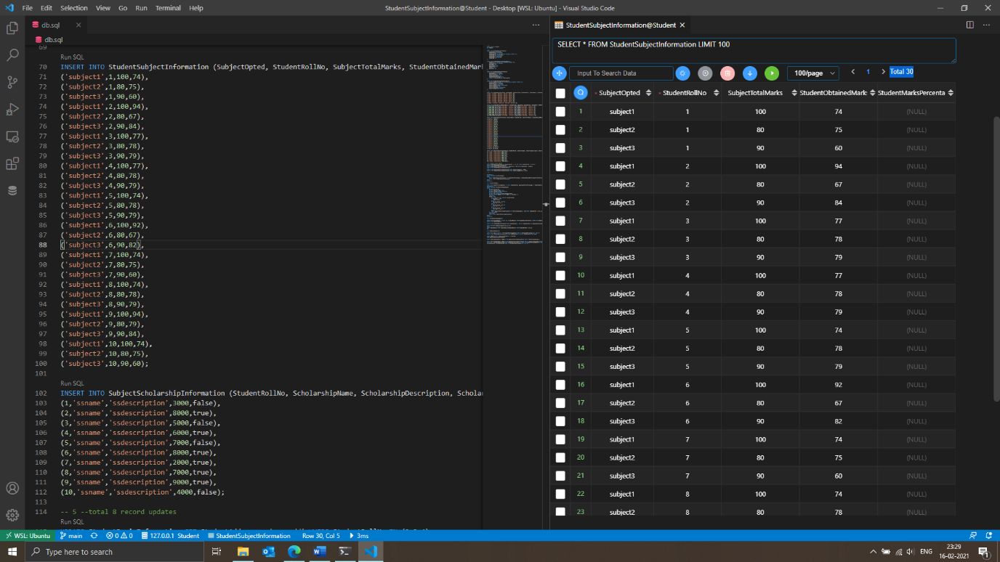 File Edit Selection View Go Run Terminal Help
StudentSubjectInformation@Student - Desktop [WSL: Ubuntu] - Visual Studio Code
db.sql
db.sql
69
Run SQL
70 INSERT INTO StudentSubjectInformation (SubjectOpted, StudentRollNo, SubjectTotalMarks, StudentObtainedMar
71 ('subject1',1,100,74),
72 ('subject2',1,80,75),
73 ('subject3',1,90,60),
74 ('subject1',2,100,94),
75 ('subject2',2,80,67),
76 ('subject3',2,90,84),
77 ('subject1',3,100,77),
78 ('subject2',3,80,78),
79 ('subject3',3,90,79),
80 ('subject1',4,100,77),
81 ('subject2',4,80,78),
82 ('subject3',4,90,79),
83 ('subject1',5,100,74),
84 ('subject2',5,80,78),
85 ('subject3',5,90,79),
86 ('subject1',6,100,92),
87 ('subject2',6,80,67),
88 ('subject3',6,90,82),
89 ('subject1',7,100,74),
90 ('subject2',7,80,75),
91 ('subject3',7,90,60),
92 ('subject1',8,100,74),
93 ('subject2',8,80,78),
94 ('subject3',8,90,79),
95 ('subject1',9,100,94),
96 ('subject2',9,80,79),
97 ('subject3',9,90,84),
98 ('subject1',10,100,74),
99 ('subject2',10,80,75),
100 ('subject3',10,90,60);
101
Run SQL
102 INSERT INTO SubjectScholarshipInformation (StudentRollNo, ScholarshipName, ScholarshipDescription, Scholar
103 (1,'ssname','ssdescription',3000,false),
104 (2,'ssname','ssdescription',8000,true),
105 (3,'ssname','ssdescription',5000,false),
106 (4,'ssname','ssdescription',6000,true),
107 (5,'ssname','ssdescription',7000,false),
108 (6,'ssname','ssdescription',8000,true),
109 (7,'ssname','ssdescription',2000,true),
110 (8,'ssname','ssdescription',7000,true),
111 (9,'ssname','ssdescription',9000,true),
112 (10,'ssname','ssdescription',4000,false);
113
114 -- 5 --total 8 record updates
Run SQL
StudentSubjectInformation@Student
SELECT * FROM StudentSubjectInformation LIMIT 100
Input To Search Data 100/page 1 Total 30
* SubjectOpted * StudentRollNo SubjectTotalMarks StudentObtainedMark StudentMarksPercenta
1 subject1 1 100 74 (NULL)
2 subject2 1 80 75 (NULL)
3 subject3 1 90 60 (NULL)
4 subject1 2 100 94 (NULL)
5 subject2 2 80 67 (NULL)
6 subject3 2 90 84 (NULL)
7 subject1 3 100 77 (NULL)
8 subject2 3 80 78 (NULL)
9 subject3 3 90 79 (NULL)
10 subject1 4 100 77 (NULL)
11 subject2 4 80 78 (NULL)
12 subject3 4 90 79 (NULL)
13 subject1 5 100 74 (NULL)
14 subject2 5 80 78 (NULL)
15 subject3 5 90 79 (NULL)
16 subject1 6 100 92 (NULL)
17 subject2 6 80 67 (NULL)
18 subject3 6 90 82 (NULL)
19 subject1 7 100 74 (NULL)
20 subject2 7 80 75 (NULL)
21 subject3 7 90 60 (NULL)
22 subject1 8 100 74 (NULL)
23 subject2 8 80 78 (NULL)
WSL: Ubuntu main 0 0 127.0.0.1 Student StudentSubjectInformation Row 30, Col 5 3ms
Type here to search
ENG
23:29
16-02-2021
1